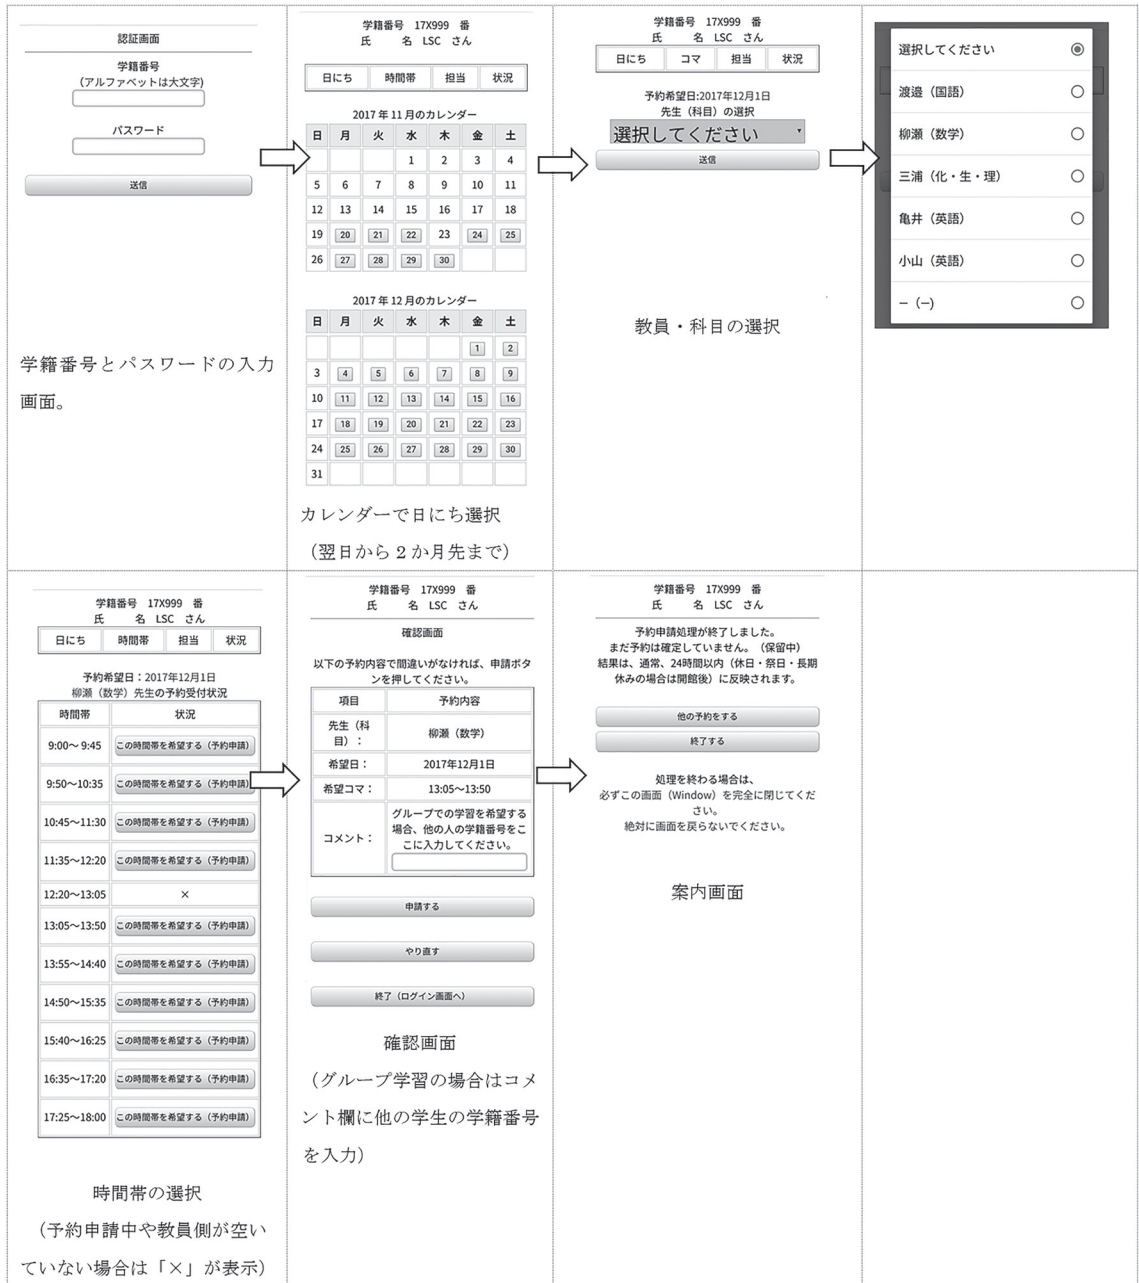 認証画面
学籍番号
(アルファベットは大文字)
パスワード
送信
学籍番号とパスワードの入力
画面。
学籍番号 17X999 番
氏 名 LSC さん
日にち 時間帯 担当 状況
2017 年 11 月のカレンダー
日 月 火 水 木 金 土
1 2 3 4
5 6 7 8 9 10 11
12 13 14 15 16 17 18
19 20 21 22 23 24 25
26 27 28 29 30
2017 年 12 月のカレンダー
日 月 火 水 木 金 土
1 2
3 4 5 6 7 8 9
10 11 12 13 14 15 16
17 18 19 20 21 22 23
24 25 26 27 28 29 30
31
カレンダーで日にち選択
（翌日から２か月先まで）
学籍番号 17X999 番
氏 名 LSC さん
日にち コマ 担当 状況
予約希望日:2017年12月1日
先生（科目）の選択
選択してください
送信
教員・科目の選択
選択してください
渡邉（国語）
柳瀬（数学）
三浦（化・生・理）
亀井（英語）
小山（英語）
－（−）
学籍番号 17X999 番
氏 名 LSC さん
日にち 時間帯 担当 状況
予約希望日：2017年12月1日
柳瀬（数学）先生の予約受付状況
時間帯 状況
9:00～ 9:45 この時間帯を希望する（予約申請）
9:50～10:35 この時間帯を希望する（予約申請）
10:45～11:30 この時間帯を希望する（予約申請）
11:35～12:20 この時間帯を希望する（予約申請）
12:20～13:05 ×
13:05～13:50 この時間帯を希望する（予約申請）
13:55～14:40 この時間帯を希望する（予約申請）
14:50～15:35 この時間帯を希望する（予約申請）
15:40～16:25 この時間帯を希望する（予約申請）
16:35～17:20 この時間帯を希望する（予約申請）
17:25～18:00 この時間帯を希望する（予約申請）
時間帯の選択
（予約申請中や教員側が空い
ていない場合は「×」が表示）
学籍番号 17X999 番
氏 名 LSC さん
確認画面
以下の予約内容で間違いがなければ、申請ボタ
ンを押してください。
項目 予約内容
先生（科
目）： 柳瀬（数学）
希望日： 2017年12月1日
希望コマ： 13:05～13:50
コメント：
グループでの学習を希望する
場合、他の人の学籍番号をこ
こに入力してください。
申請する
やり直す
終了（ログイン画面へ）
確認画面
（グループ学習の場合はコメ
ント欄に他の学生の学籍番号
を入力）
学籍番号 17X999 番
氏 名 LSC さん
予約申請処理が終了しました。
まだ予約は確定していません。（保留中）
結果は、通常、24時間以内（休日・祭日・長期
休みの場合は開館後）に反映されます。
他の予約をする
終了する
処理を終わる場合は、
必ずこの画面（Window）を完全に閉じてくだ
さい。
絶対に画面を戻らないでください。
案内画面